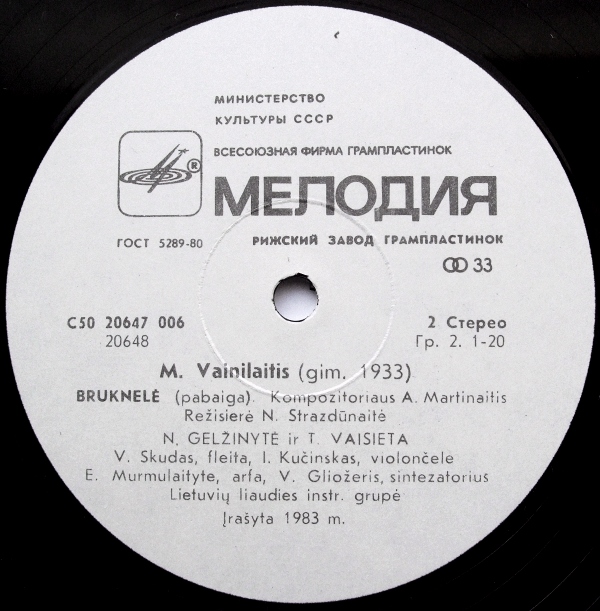 МИНИСТЕРСТВО
КУЛЬТУРЫ СССР
ВСЕСОЮЗНАЯ ФИРМА ГРАМПЛАСТИНОК
®
МЕЛОДИЯ
ГОСТ 5289-80 РИЖСКИЙ ЗАВОД ГРАМПЛАСТИНОК
33
С50 20647 006 2 Стерео
20648 Гр. 2. 1-20
M. Vainilaitis (gim. 1933)
BRUKNELĖ (pabaiga). Kompozitoriaus A. Martinaitis
Režisierė N. Strazdūnaitė
N. GELŽINYTĖ ir T. VAISIETA
V. Skudas, fleita, I. Kučinskas, violončelė
E. Murmulaityte, arfa, V. Gliožeris, sintezatorius
Lietuvių liaudies instr. grupė
Įrašyta 1983 m.